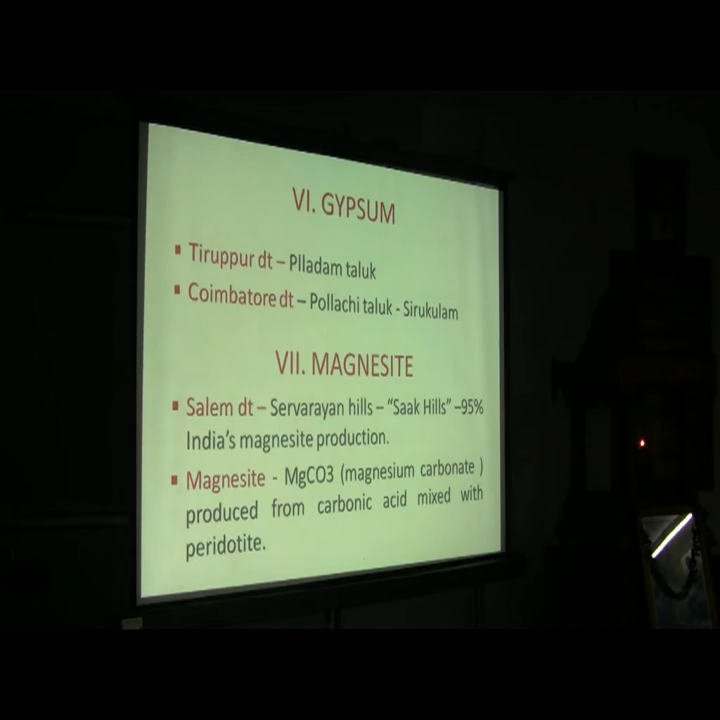 VI. GYPSUM
▪ Tiruppur dt – Plladam taluk
▪ Coimbatore dt – Pollachi taluk - Sirukulam
VII. MAGNESITE
▪ Salem dt – Servarayan hills – “Saak Hills” –95%
India’s magnesite production.
▪ Magnesite - MgCO3 (magnesium carbonate )
produced from carbonic acid mixed with
peridotite.